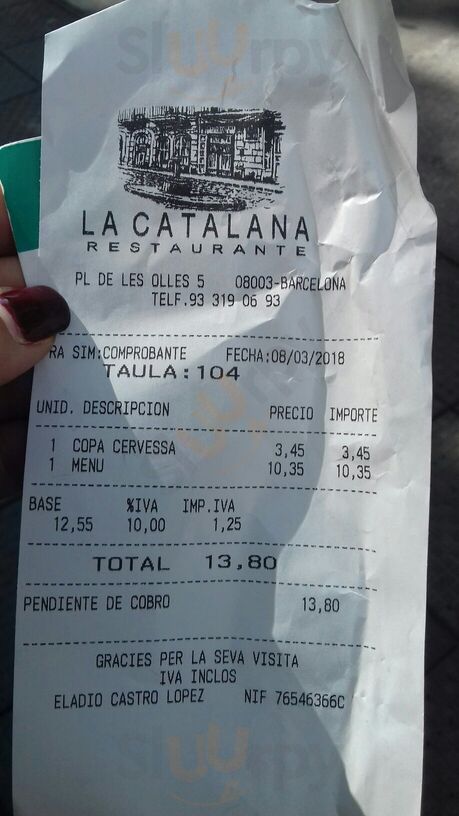 Sluurpy
LA CATALANA
RESTAURANTE
PL DE LES OLLES 5 08003-BARCELONA
TELF.93 319 06 93
RA SIM:COMPROBANTE FECHA:08/03/2018
TAULA:104
UNID. DESCRIPCION PRECIO IMPORTE
1 COPA CERVESSA 3,45 3,45
1 MENU 10,35 10,35
BASE %IVA IMP.IVA
12,55 10,00 1,25
TOTAL 13,80
PENDIENTE DE COBRO 13,80
GRACIES PER LA SEVA VISITA
IVA INCLOS
ELADIO CASTRO LOPEZ NIF 76546366C
Sluurpy